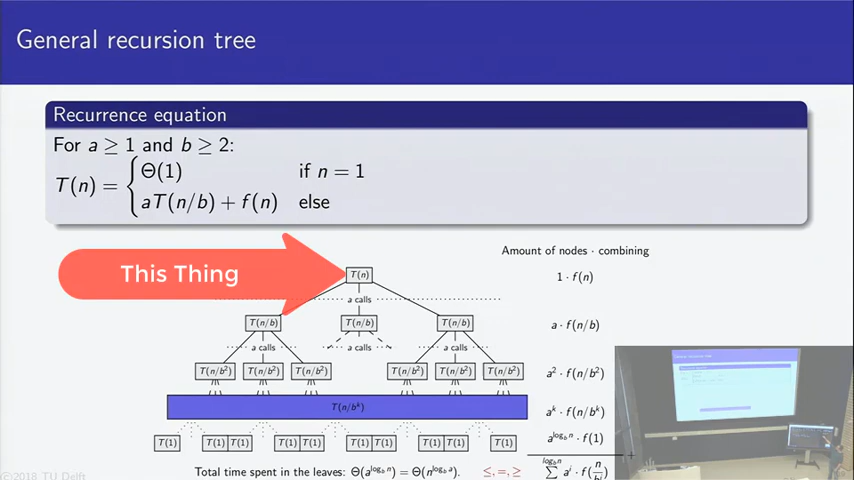 General recursion tree
Recurrence equation
For a ≥ 1 and b ≥ 2:
T(n) = { Θ(1) if n = 1
aT(n/b) + f(n) else
Amount of nodes · combining
This Thing
T(n) 1 · f(n)
a calls
T(n/b) T(n/b) T(n/b) a · f(n/b)
a calls a calls a calls
T(n/b²) T(n/b²) T(n/b²) T(n/b²) T(n/b²) T(n/b²) a² · f(n/b²)
T(n/bᵏ) aᵏ · f(n/bᵏ)
T(1) T(1) T(1) T(1) T(1) T(1) T(1) T(1) T(1) T(1) a^{log_b n} · f(1)
Total time spent in the leaves: Θ(a^{log_b n}) = Θ(n^{log_b a}). ≤, =, ≥ ∑^{log_b n} aⁱ · f(n/bⁱ)
©2018 TU Delft